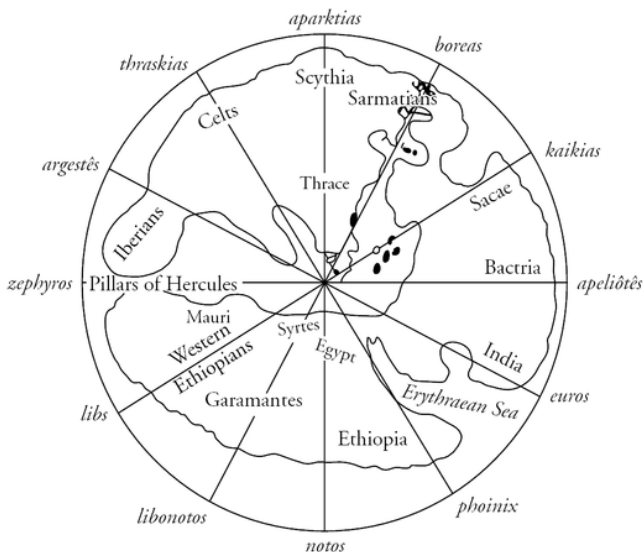 aparktias
boreas
thraskias
Scythia
Sarmatians
Celts
kaikias
argestês
Thrace
Sacae
Iberians
zephyros
Pillars of Hercules
Bactria
apeliôtês
Mauri
Western
Ethiopians
Syrtes
Egypt
India
Erythraean Sea
euros
Garamantes
libs
Ethiopia
phoinix
libonotos
notos